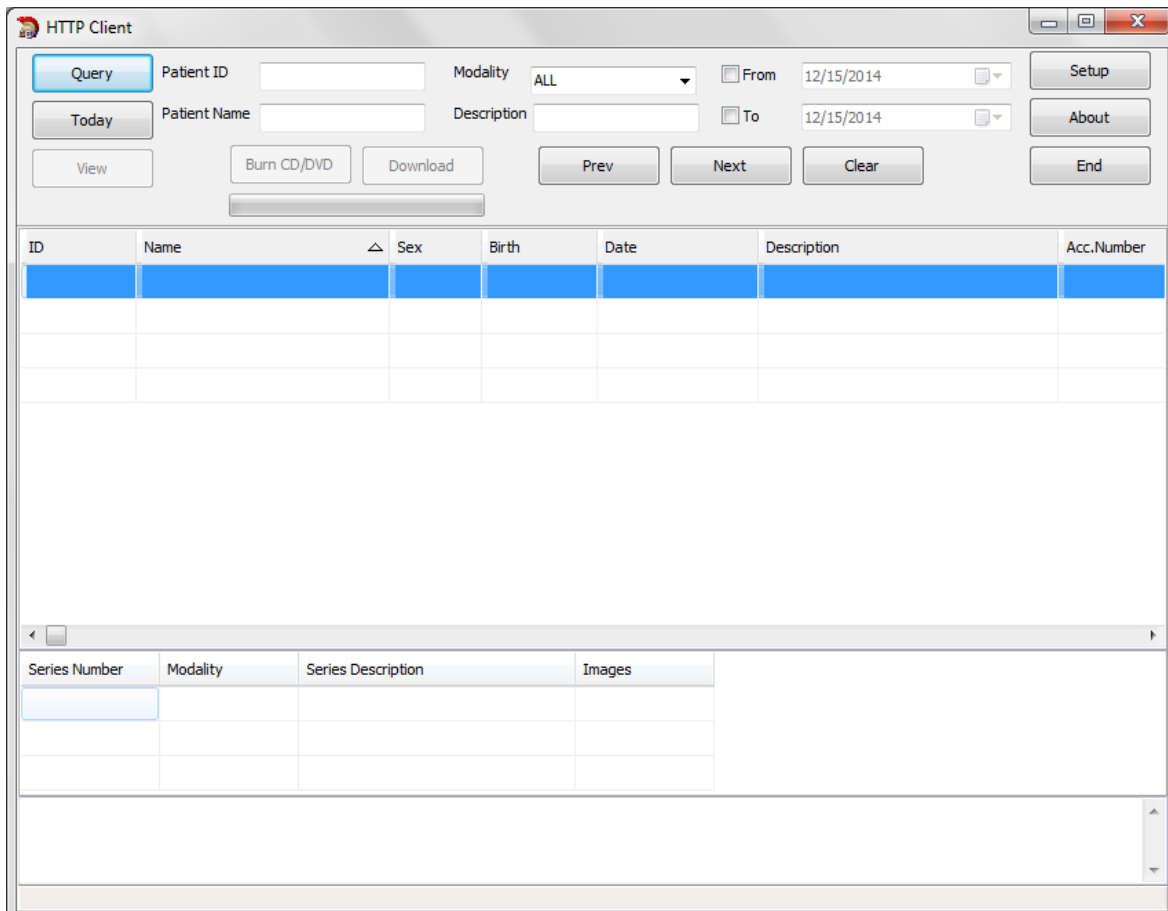 HTTP Client
Query Patient ID Modality ALL From 12/15/2014 Setup
Today Patient Name Description To 12/15/2014 About
View Burn CD/DVD Download Prev Next Clear End
ID Name Sex Birth Date Description Acc.Number
Series Number Modality Series Description Images